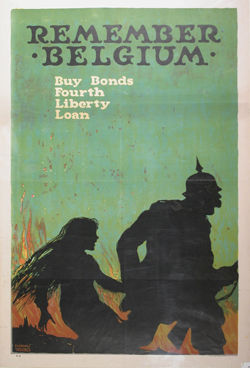 REMEMBER
·BELGIUM·
Buy Bonds
Fourth
Liberty
Loan